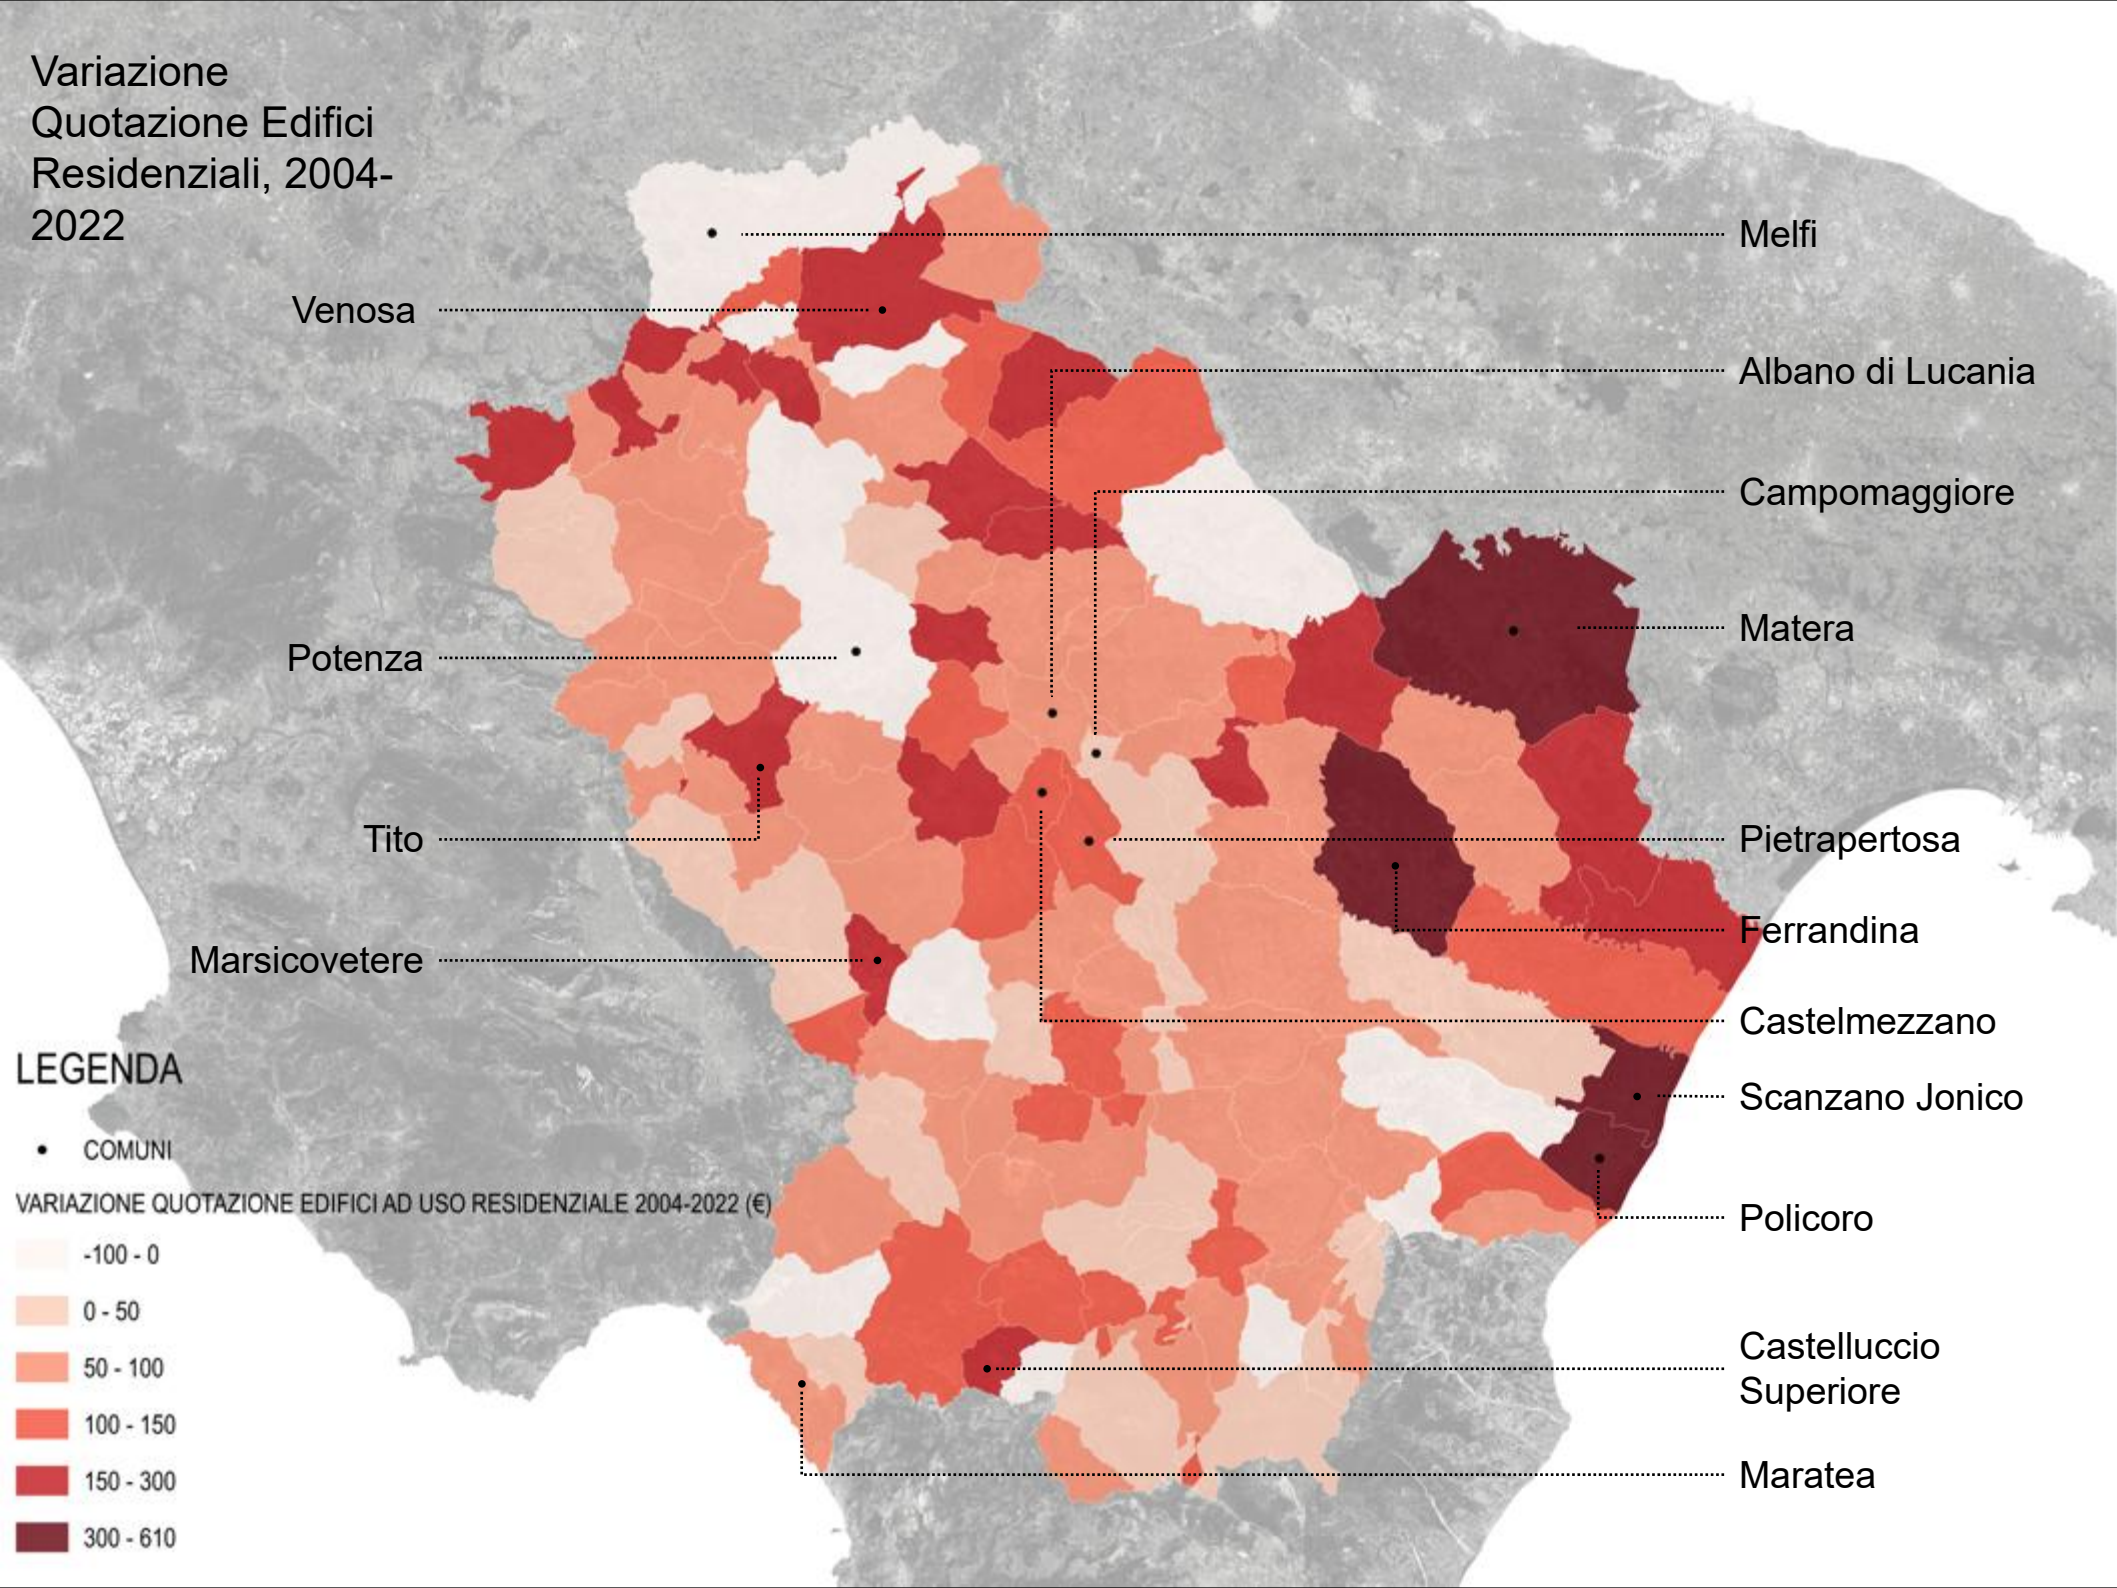 Variazione
Quotazione Edifici
Residenziali, 2004-
2022
Melfi
Venosa
Albano di Lucania
Campomaggiore
Matera
Potenza
Tito
Pietrapertosa
Ferrandina
Marsicovetere
Castelmezzano
Scanzano Jonico
Policoro
Castelluccio
Superiore
Maratea
LEGENDA
COMUNI
VARIAZIONE QUOTAZIONE EDIFICI AD USO RESIDENZIALE 2004-2022 (€)
-100 - 0
0 - 50
50 - 100
100 - 150
150 - 300
300 - 610